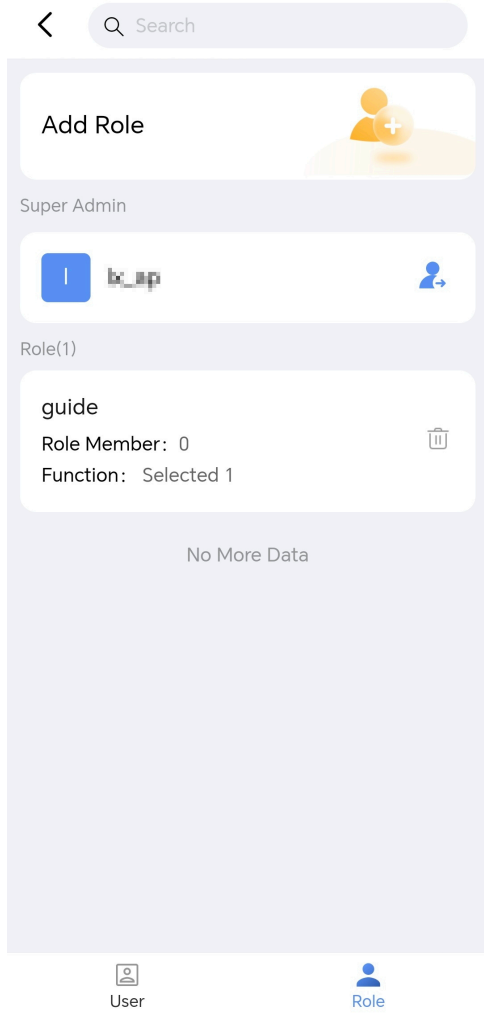 Search
Add Role
Super Admin
I
Role(1)
guide
Role Member: 0
Function: Selected 1
No More Data
User
Role